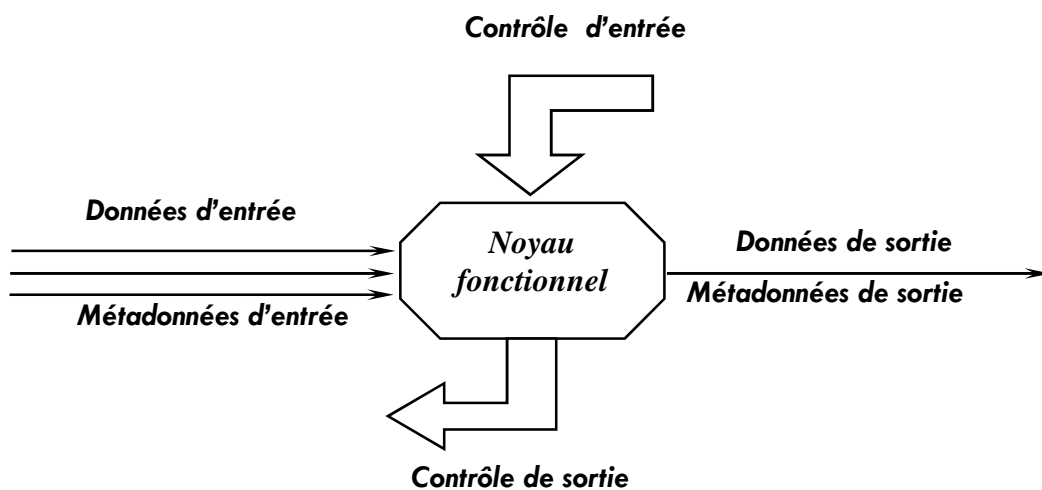 Contrôle d'entrée
Données d'entrée
Métadonnées d'entrée
Noyau
fonctionnel
Données de sortie
Métadonnées de sortie
Contrôle de sortie